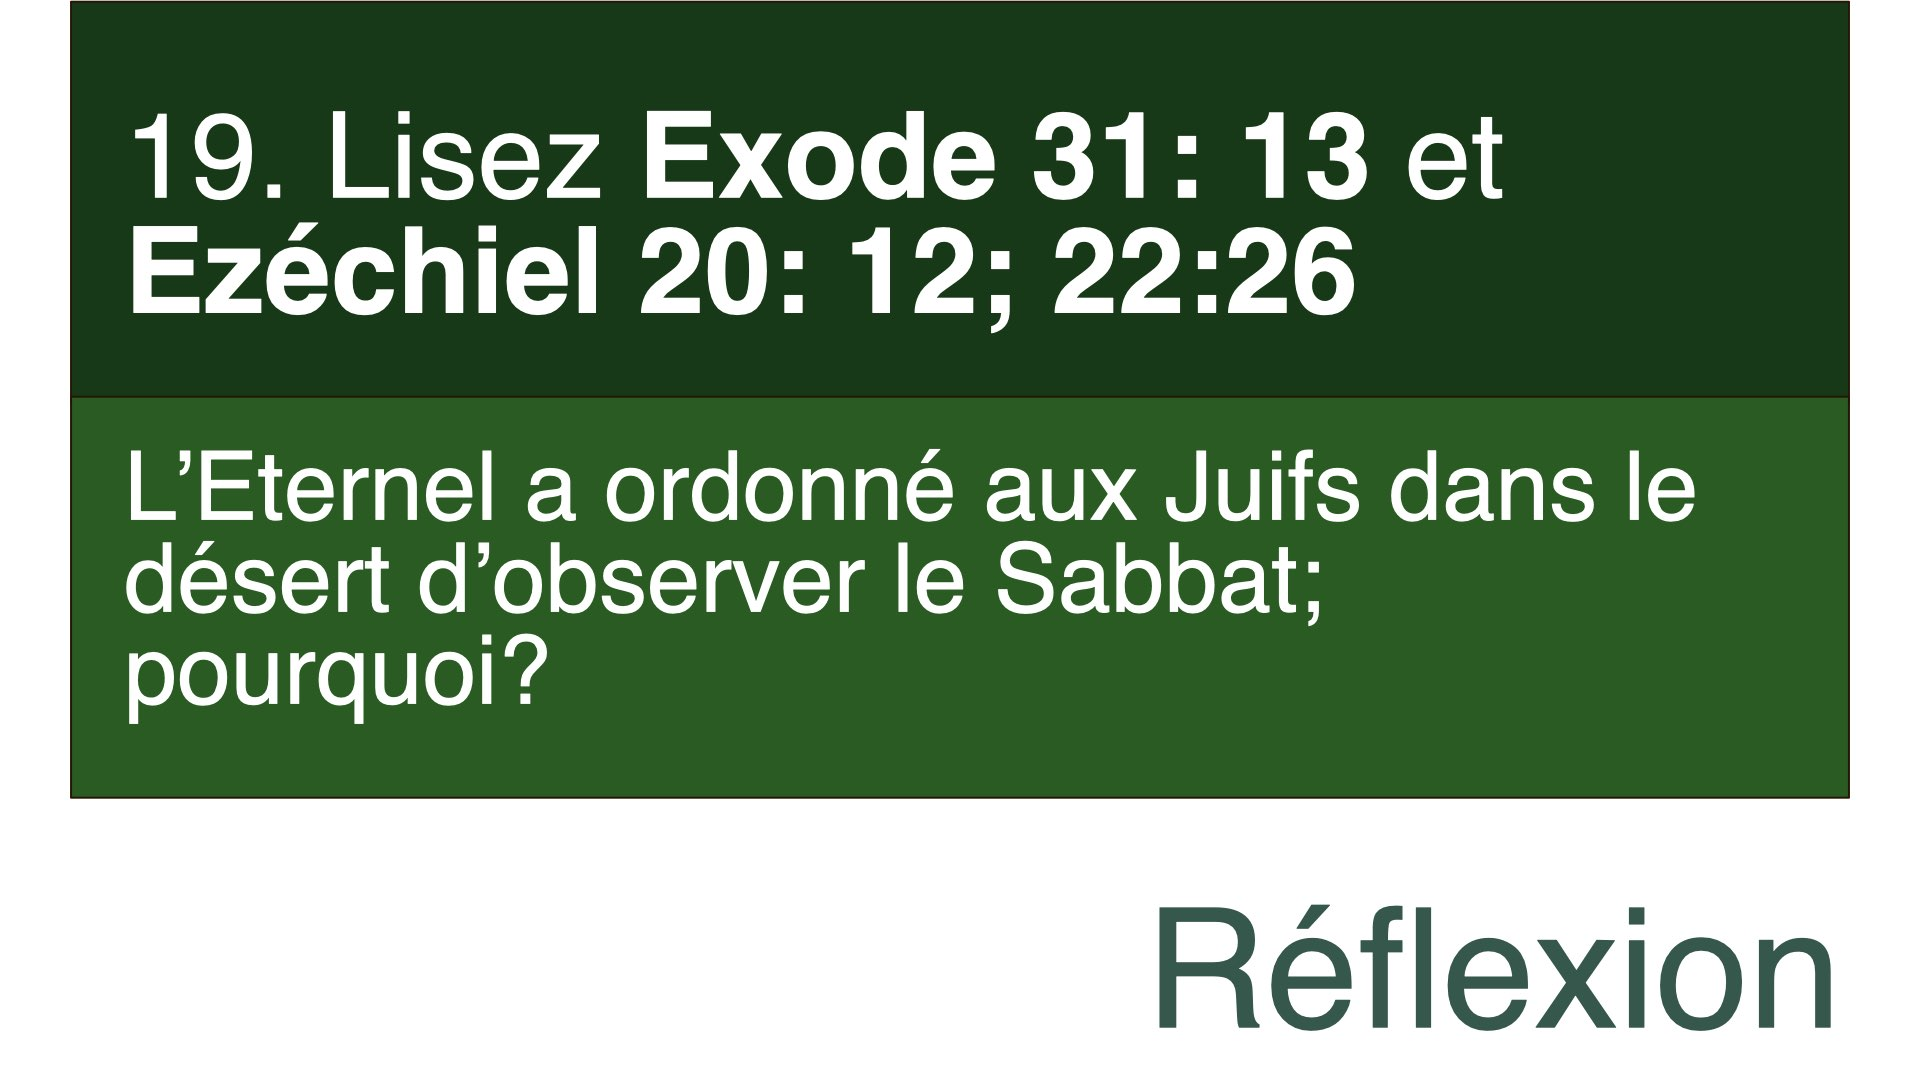 19. Lisez Exode 31: 13 et
Ezéchiel 20: 12; 22:26
L’Eternel a ordonné aux Juifs dans le
désert d’observer le Sabbat;
pourquoi?
Réflexion